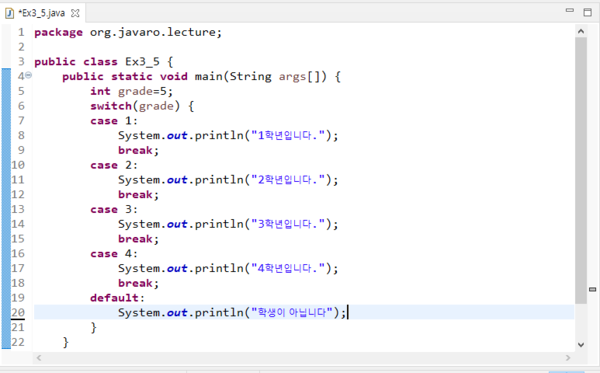 *Ex3_5.java
1 package org.javaro.lecture;
2
3 public class Ex3_5 {
4 public static void main(String args[]) {
5 int grade=5;
6 switch(grade) {
7 case 1:
8 System.out.println("1학년입니다.");
9 break;
10 case 2:
11 System.out.println("2학년입니다.");
12 break;
13 case 3:
14 System.out.println("3학년입니다.");
15 break;
16 case 4:
17 System.out.println("4학년입니다.");
18 break;
19 default:
20 System.out.println("학생이 아닙니다");
21 }
22 }